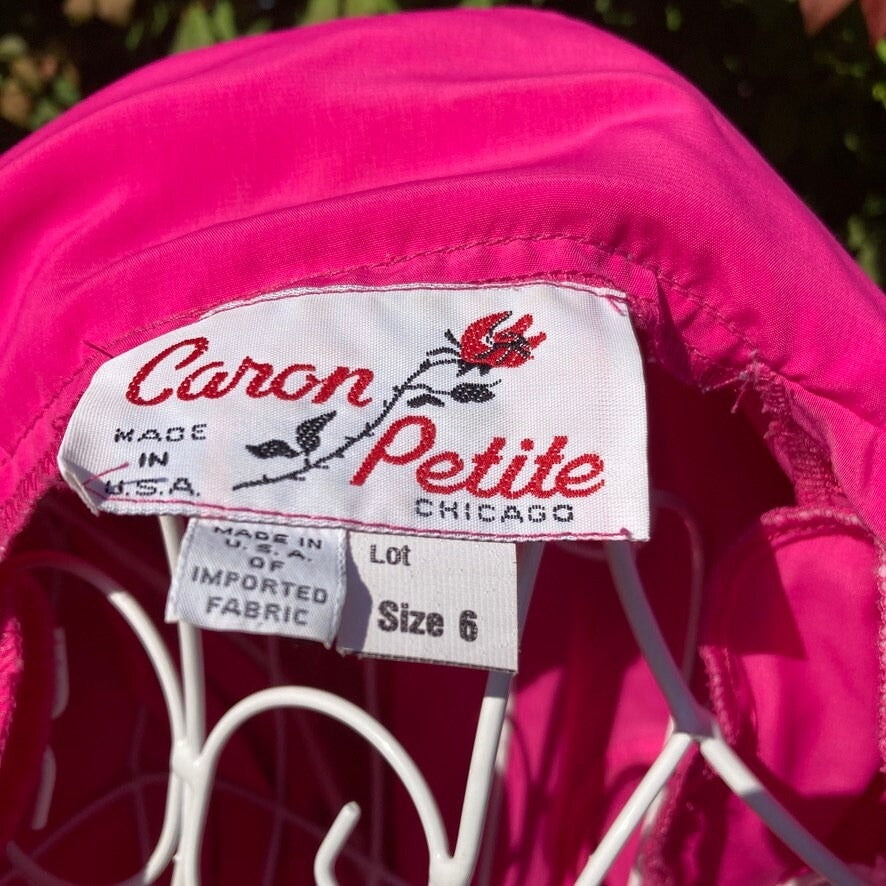 Caron
MADE
IN
U.S.A.
Petite
CHICAGO
MADE IN
U.S.A.
OF
IMPORTED
FABRIC
Lot
Size 6